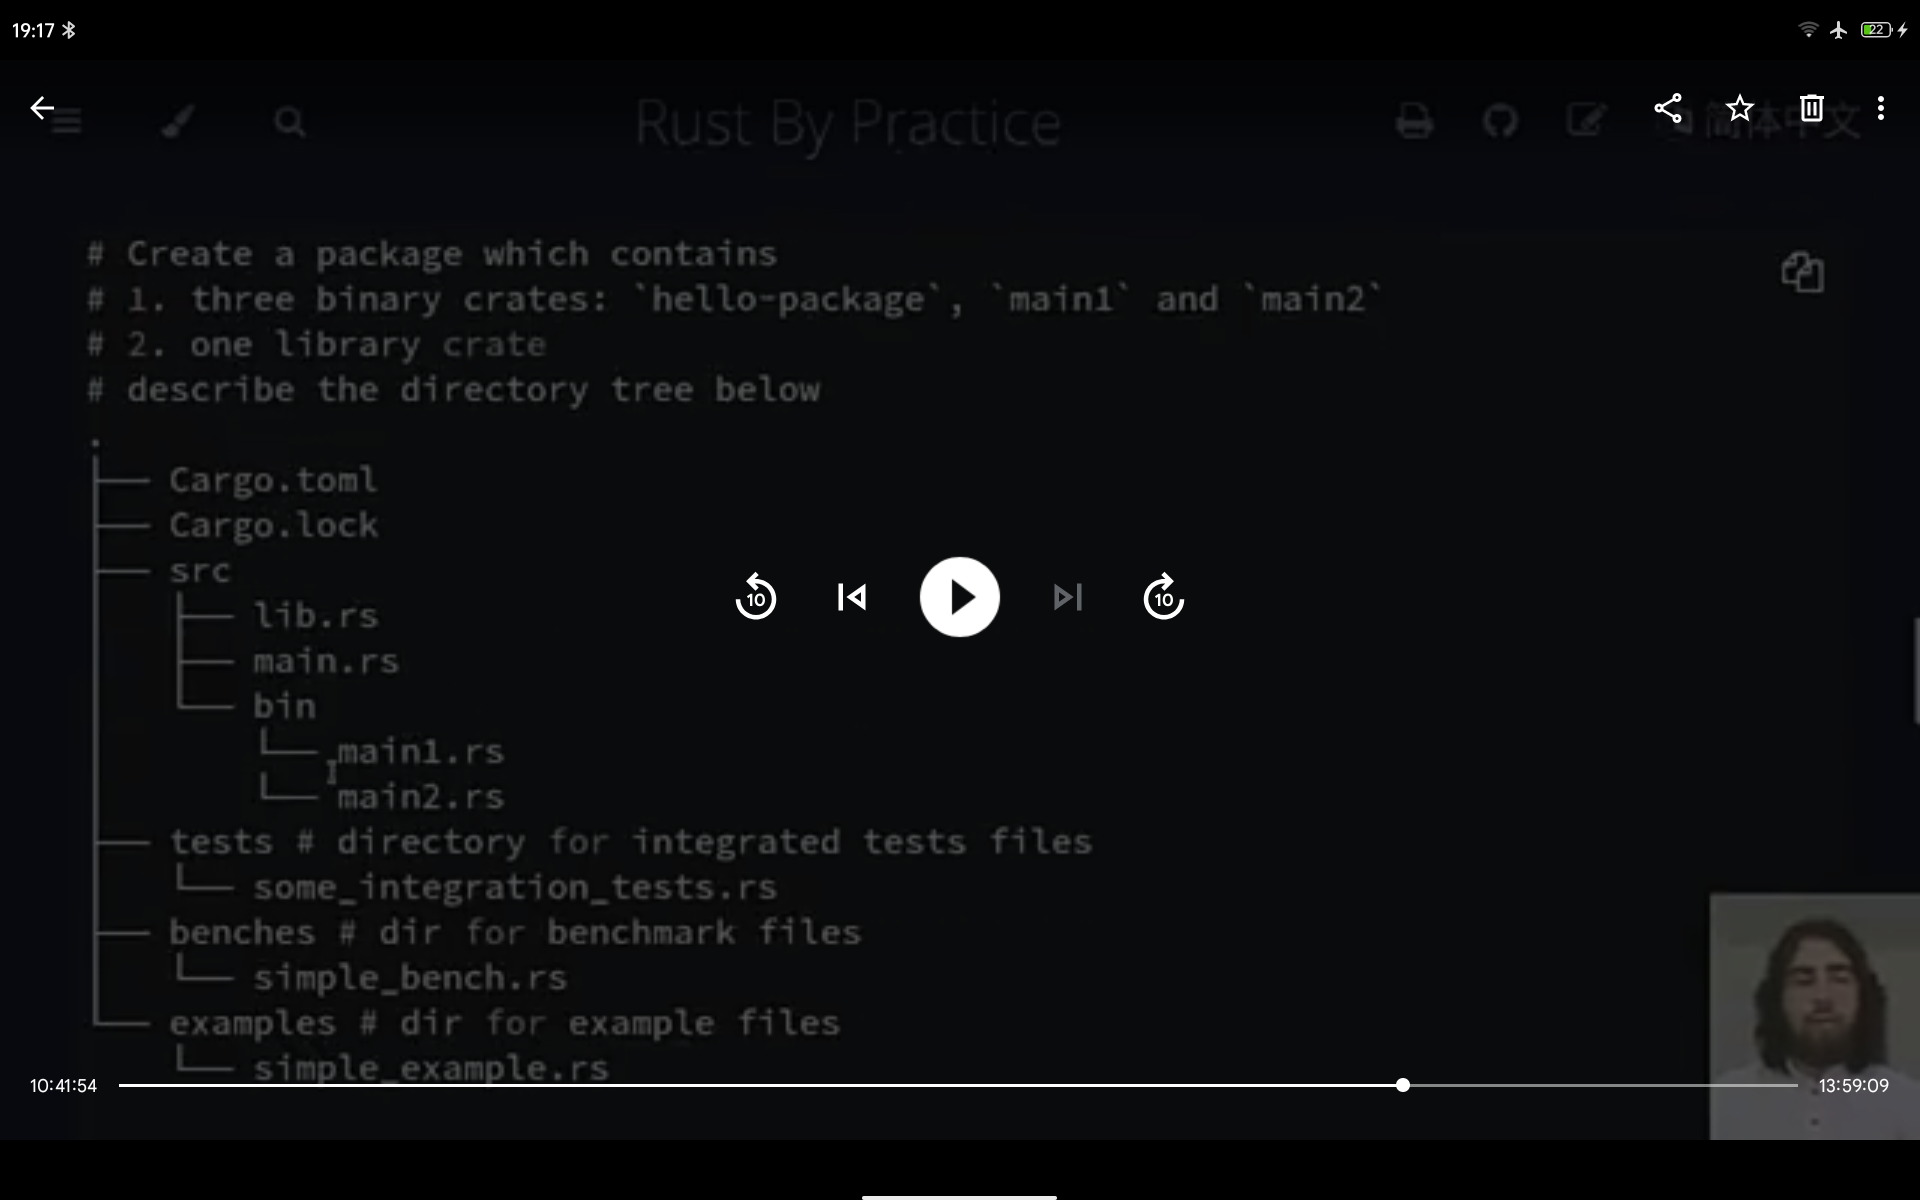 19:17
22
Rust By Practice
简体中文
# Create a package which contains
# 1. three binary crates: `hello-package`, `main1` and `main2`
# 2. one library crate
# describe the directory tree below
.
├── Cargo.toml
├── Cargo.lock
├── src
│   ├── lib.rs
│   ├── main.rs
│   └── bin
│       └── main1.rs
│       └── main2.rs
├── tests # directory for integrated tests files
│   └── some_integration_tests.rs
├── benches # dir for benchmark files
│   └── simple_bench.rs
└── examples # dir for example files
    └── simple_example.rs
10
10
10:41:54
13:59:09